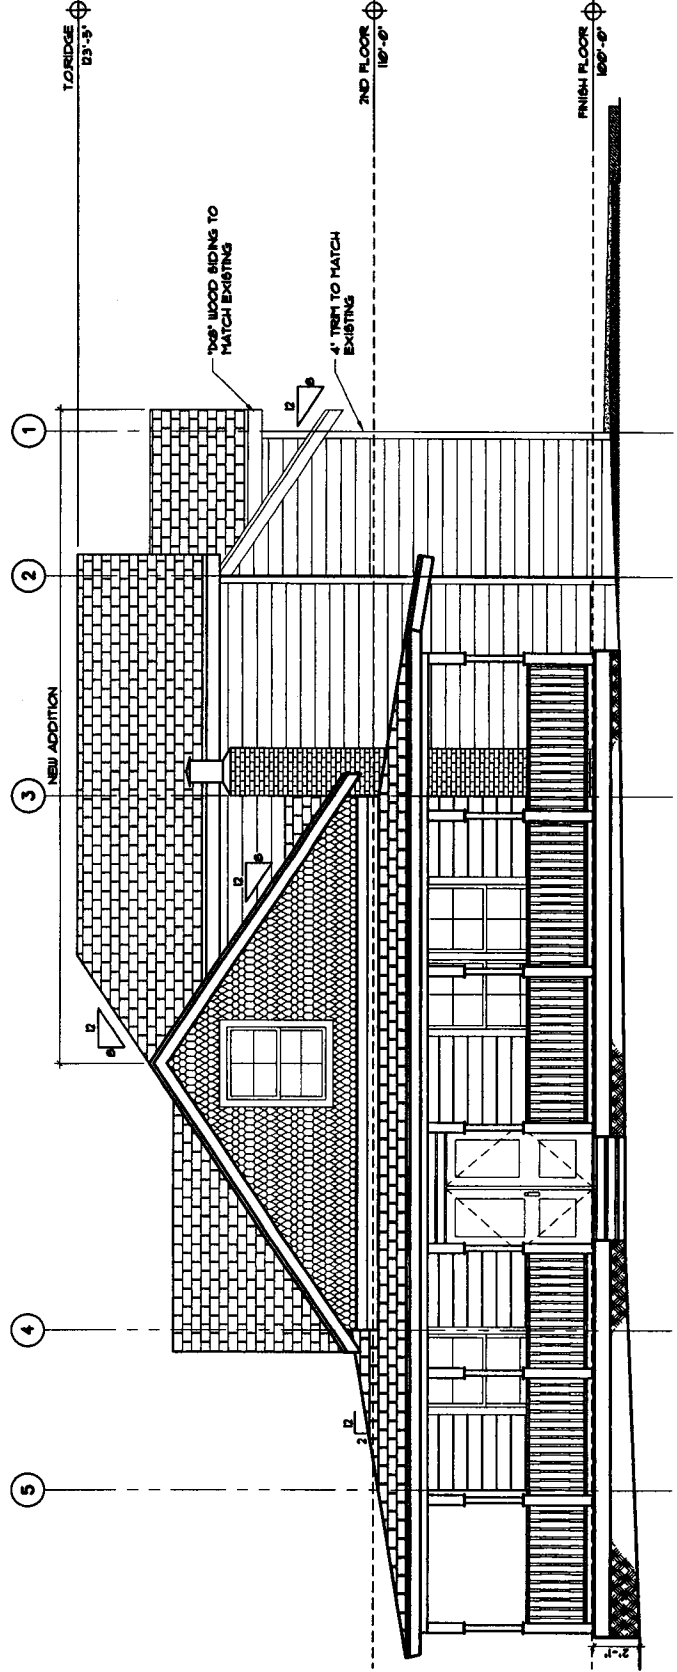 T.O.RIDGE
123'-5"
2ND FLOOR
110'-0"
FINISH FLOOR
100'-0"
"DX8" WOOD SIDING TO
MATCH EXISTING
4" TRIM TO MATCH
EXISTING
NEW ADDITION
5
4
3
2
1
12
8
12
8
12
8
12
2
2'-1"